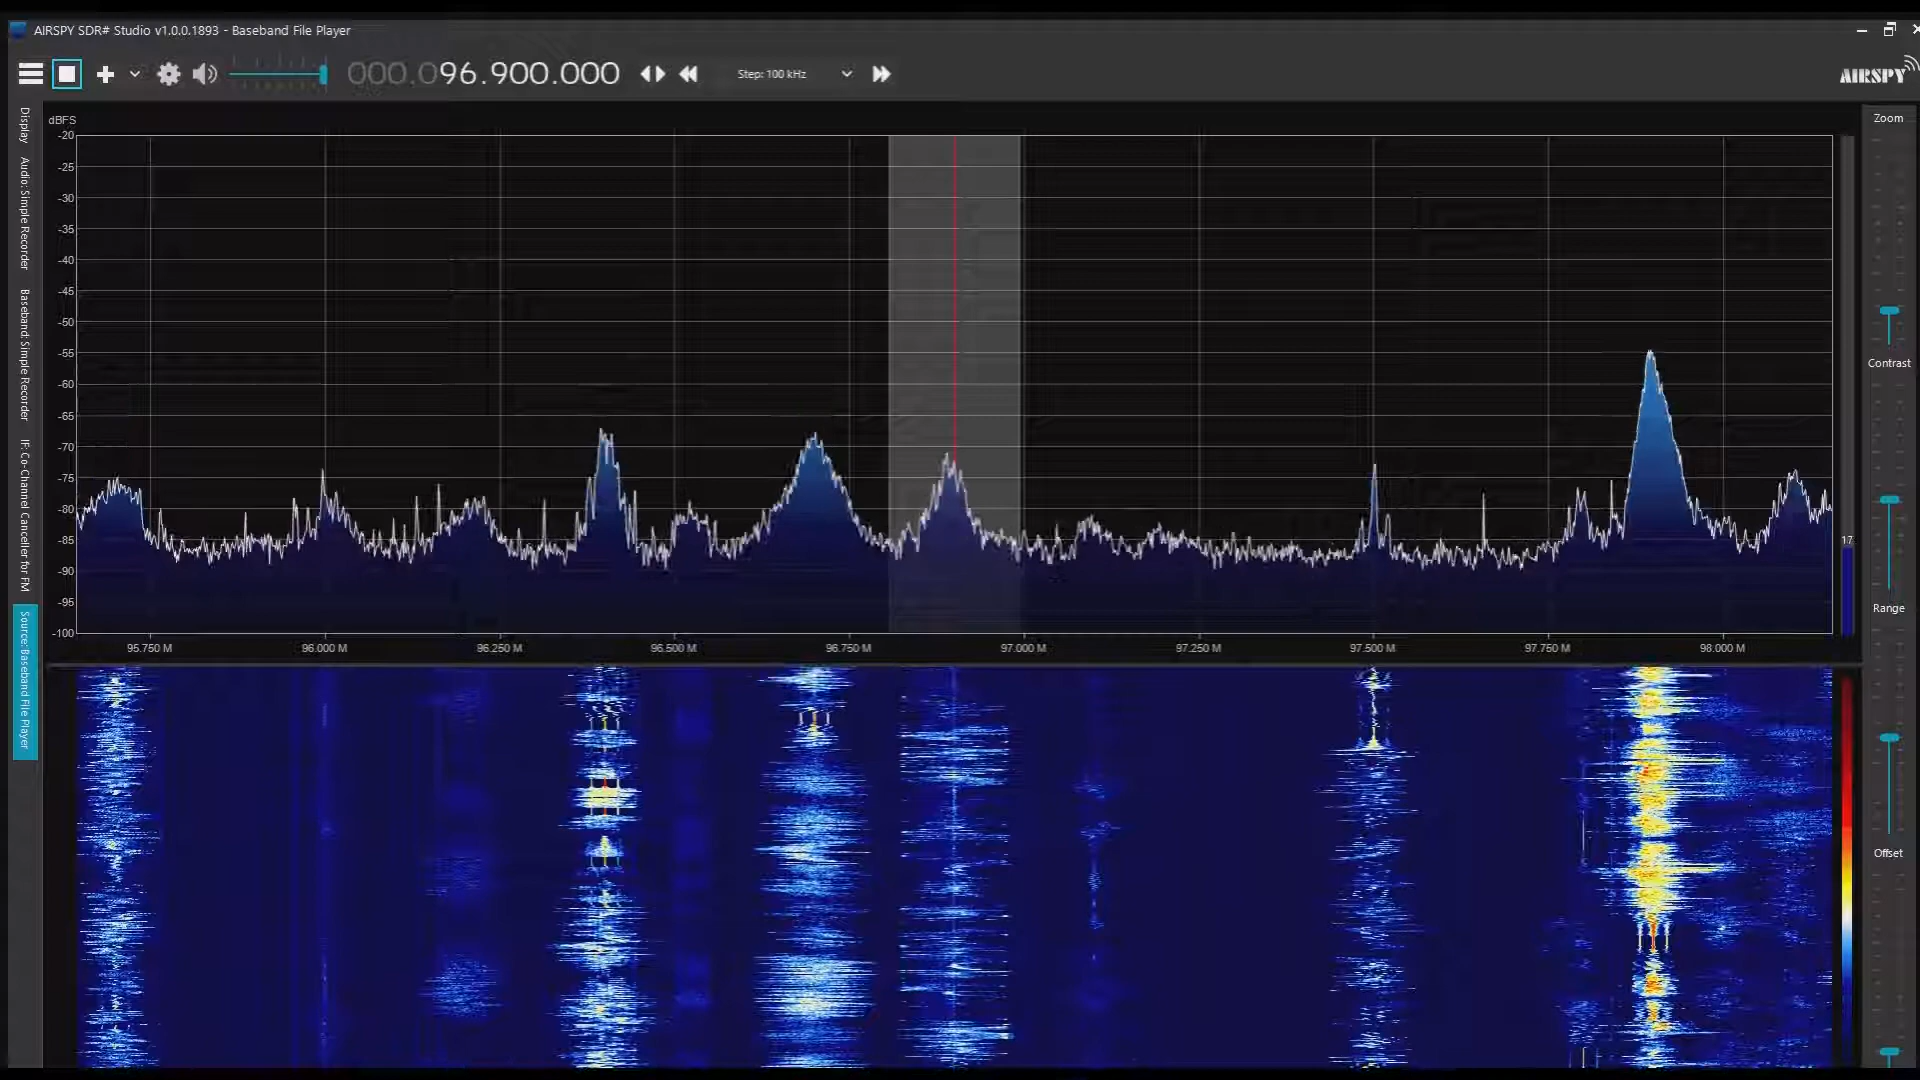 AIRSPY SDR# Studio v1.0.0.1893 - Baseband File Player
000.096.900.000
Step: 100 kHz
AIRSPY
Display
Audio: Simple Recorder
Baseband: Simple Recorder
IF: Co-Channel Canceller for FM
Source: Baseband File Player
dBFS
-20
-25
-30
-35
-40
-45
-50
-55
-60
-65
-70
-75
-80
-85
-90
-95
-100
95.750 M
96.000 M
96.250 M
96.500 M
96.750 M
97.000 M
97.250 M
97.500 M
97.750 M
98.000 M
17
Zoom
Contrast
Range
Offset